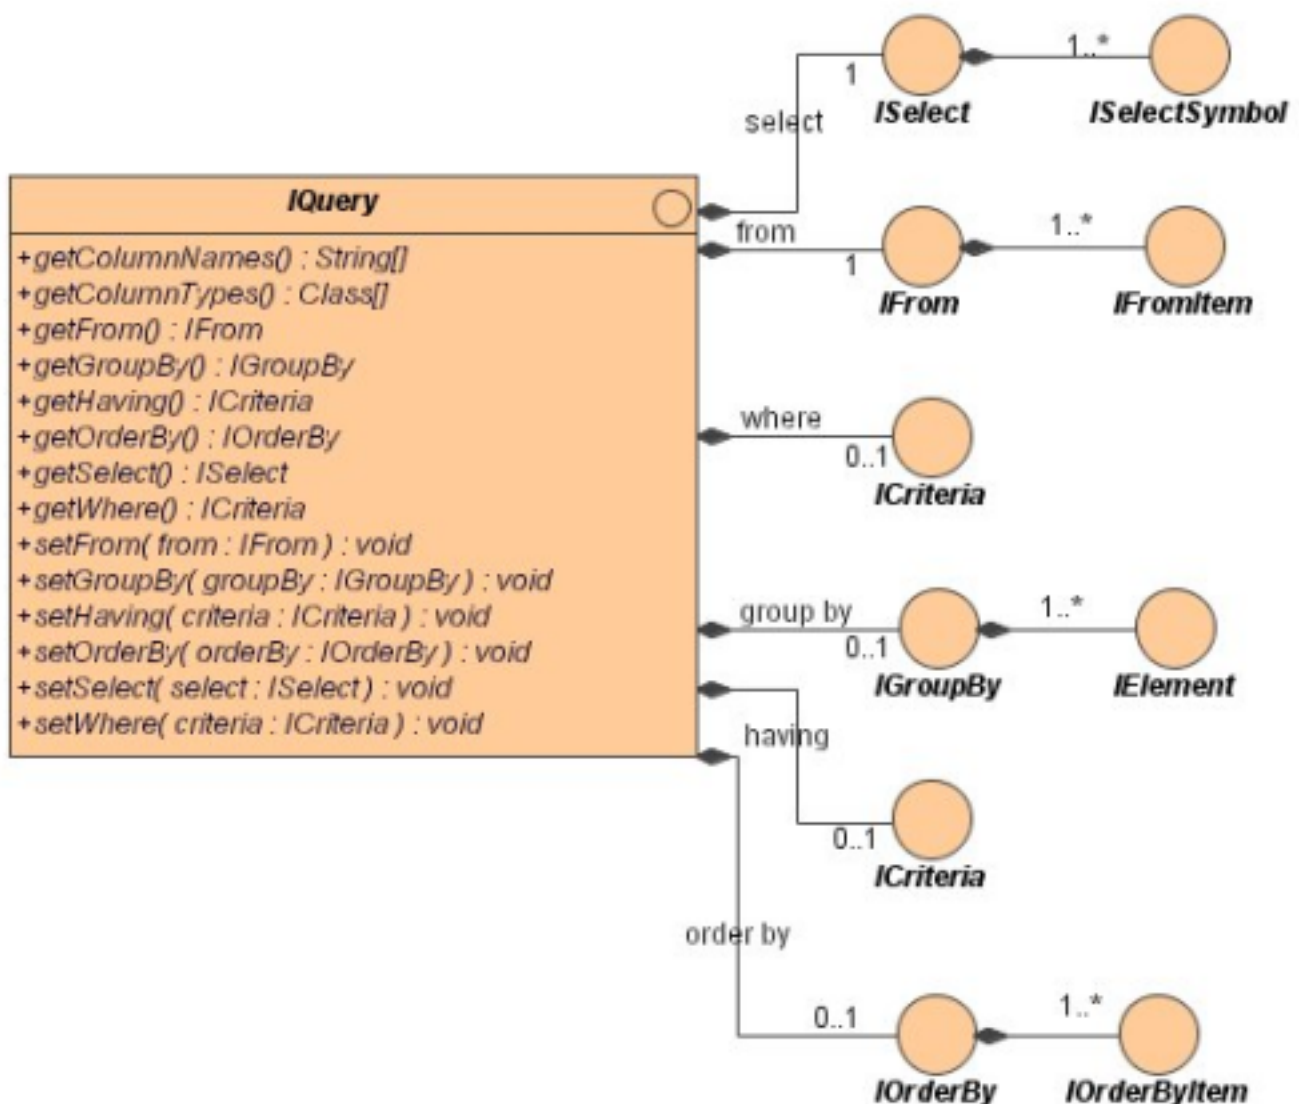 IQuery
+getColumnNames() : String[]
+getColumnTypes() : Class[]
+getFrom() : IFrom
+getGroupBy() : IGroupBy
+getHaving() : ICriteria
+getOrderBy() : IOrderBy
+getSelect() : ISelect
+getWhere() : ICriteria
+setFrom( from : IFrom ) : void
+setGroupBy( groupBy : IGroupBy ) : void
+setHaving( criteria : ICriteria ) : void
+setOrderBy( orderBy : IOrderBy ) : void
+setSelect( select : ISelect ) : void
+setWhere( criteria : ICriteria ) : void
select
1
ISelect
1..*
ISelectSymbol
from
1
IFrom
1..*
IFromItem
where
0..1
ICriteria
group by
0..1
IGroupBy
1..*
IElement
having
0..1
ICriteria
order by
0..1
IOrderBy
1..*
IOrderByItem